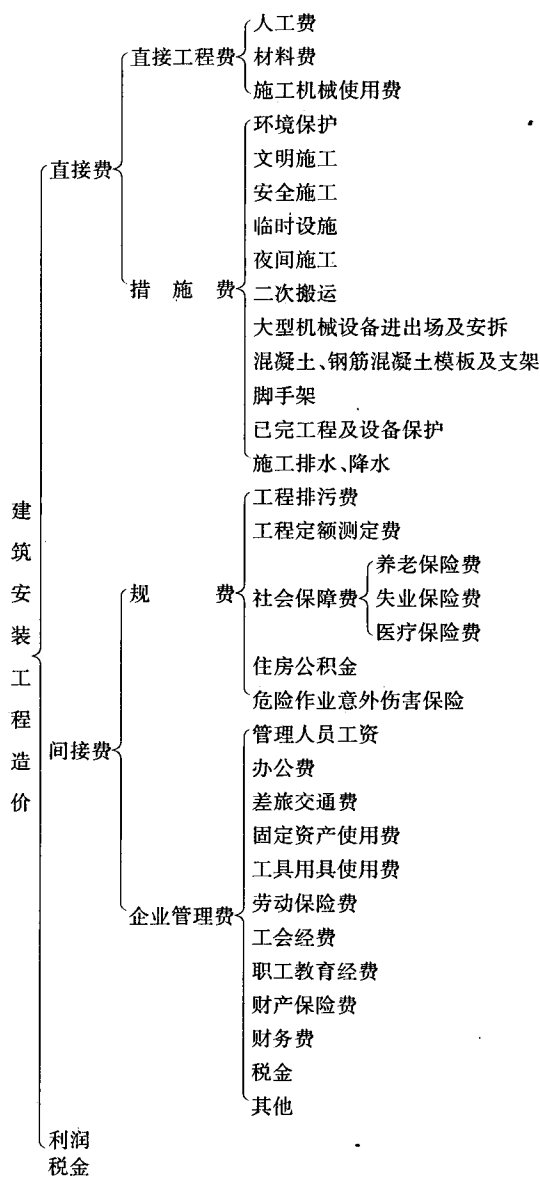 建筑安装工程造价
直接费
直接工程费
人工费
材料费
施工机械使用费
措施费
环境保护
文明施工
安全施工
临时设施
夜间施工
二次搬运
大型机械设备进出场及安拆
混凝土、钢筋混凝土模板及支架
脚手架
已完工程及设备保护
施工排水、降水
间接费
规费
工程排污费
工程定额测定费
社会保障费
养老保险费
失业保险费
医疗保险费
住房公积金
危险作业意外伤害保险
企业管理费
管理人员工资
办公费
差旅交通费
固定资产使用费
工具用具使用费
劳动保险费
工会经费
职工教育经费
财产保险费
财务费
税金
其他
利润
税金